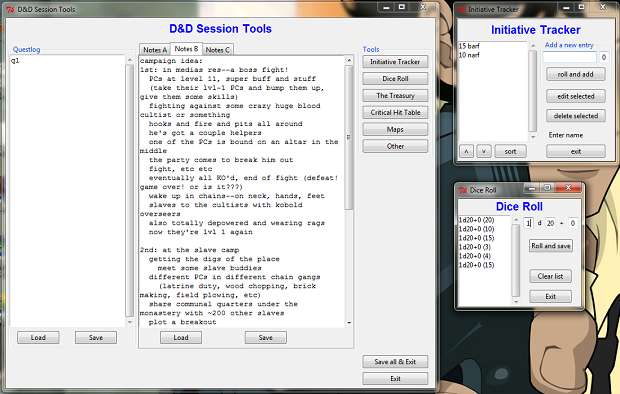 D&D Session Tools
D&D Session Tools
Questlog
q1
Load
Save
Notes A
Notes B
Notes C
campaign idea:
1st: in medias res--a boss fight!
PCs at level 11, super buff and stuff
(take their lvl-1 PCs and bump them up,
give them some skills)
fighting against some crazy huge blood
cultist or something
hooks and fire and pits all around
he's got a couple helpers
one of the PCs is bound on an altar in the
middle
the party comes to break him out
fight, etc etc
eventually all KO'd, end of fight (defeat!
game over! or is it???)
wake up in chains--on neck, hands, feet
slaves to the cultists with kobold
overseers
also totally depowered and wearing rags
now they're lvl 1 again
2nd: at the slave camp
getting the digs of the place
meet some slave buddies
different PCs in different chain gangs
(latrine duty, wood chopping, brick
making, field plowing, etc)
share communal quarters under the
monastery with ~200 other slaves
plot a breakout
Load
Save
Tools
Initiative Tracker
Dice Roll
The Treasury
Critical Hit Table
Maps
Other
Save all & Exit
Exit
Initiative Tracker
Initiative Tracker
15 barf
10 narf
Add a new entry
0
roll and add
edit selected
delete selected
Enter name
^
v
sort
exit
Dice Roll
Dice Roll
1d20+0 (20)
1d20+0 (10)
1d20+0 (15)
1d20+0 (3)
1d20+0 (4)
1d20+0 (15)
1 d 20 + 0
Roll and save
Clear list
Exit